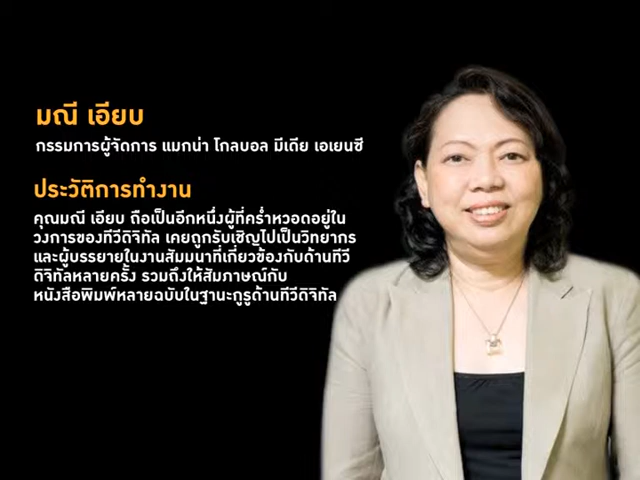 มณี เอียบ
กรรมการผู้จัดการ แมกน่า โกลบอล มีเดีย เอเยนซี
ประวัติการทำงาน
คุณมณี เอียบ ถือเป็นอีกหนึ่งผู้ที่คร่ำหวอดอยู่ใน
วงการของทีวีดิจิทัล เคยถูกรับเชิญไปเป็นวิทยากร
และผู้บรรยายในงานสัมมนาที่เกี่ยวข้องกับด้านทีวี
ดิจิทัลหลายครั้ง รวมถึงให้สัมภาษณ์กับ
หนังสือพิมพ์หลายฉบับในฐานะกูรูด้านทีวีดิจิทัล